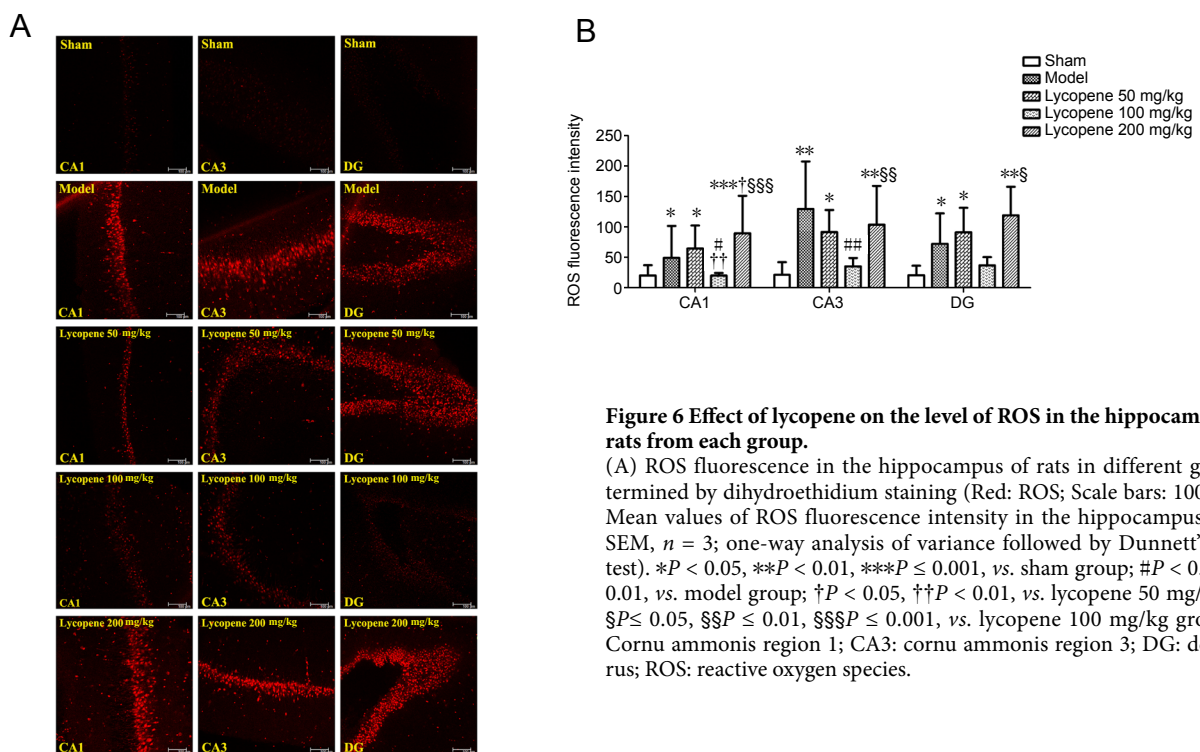 A
Sham
CA1
Sham
CA3
Sham
DG
Model
CA1
Model
CA3
Model
DG
Lycopene 50 mg/kg
CA1
Lycopene 50 mg/kg
CA3
Lycopene 50 mg/kg
DG
Lycopene 100 mg/kg
CA1
Lycopene 100 mg/kg
CA3
Lycopene 100 mg/kg
DG
Lycopene 200 mg/kg
CA1
Lycopene 200 mg/kg
CA3
Lycopene 200 mg/kg
DG
B
Sham
Model
Lycopene 50 mg/kg
Lycopene 100 mg/kg
Lycopene 200 mg/kg
ROS fluorescence intensity
250
200
150
100
50
0
*
*
#
††
***†§§§
**
*
##
**§§
*
*
**§
CA1
CA3
DG
Figure 6 Effect of lycopene on the level of ROS in the hippocam
rats from each group.
(A) ROS fluorescence in the hippocampus of rats in different g
termined by dihydroethidium staining (Red: ROS; Scale bars: 100
Mean values of ROS fluorescence intensity in the hippocampus
SEM, n = 3; one-way analysis of variance followed by Dunnett’
test). *P < 0.05, **P < 0.01, ***P ≤ 0.001, vs. sham group; #P < 0.
0.01, vs. model group; †P < 0.05, ††P < 0.01, vs. lycopene 50 mg/
§P≤ 0.05, §§P ≤ 0.01, §§§P ≤ 0.001, vs. lycopene 100 mg/kg gro
Cornu ammonis region 1; CA3: cornu ammonis region 3; DG: d
rus; ROS: reactive oxygen species.